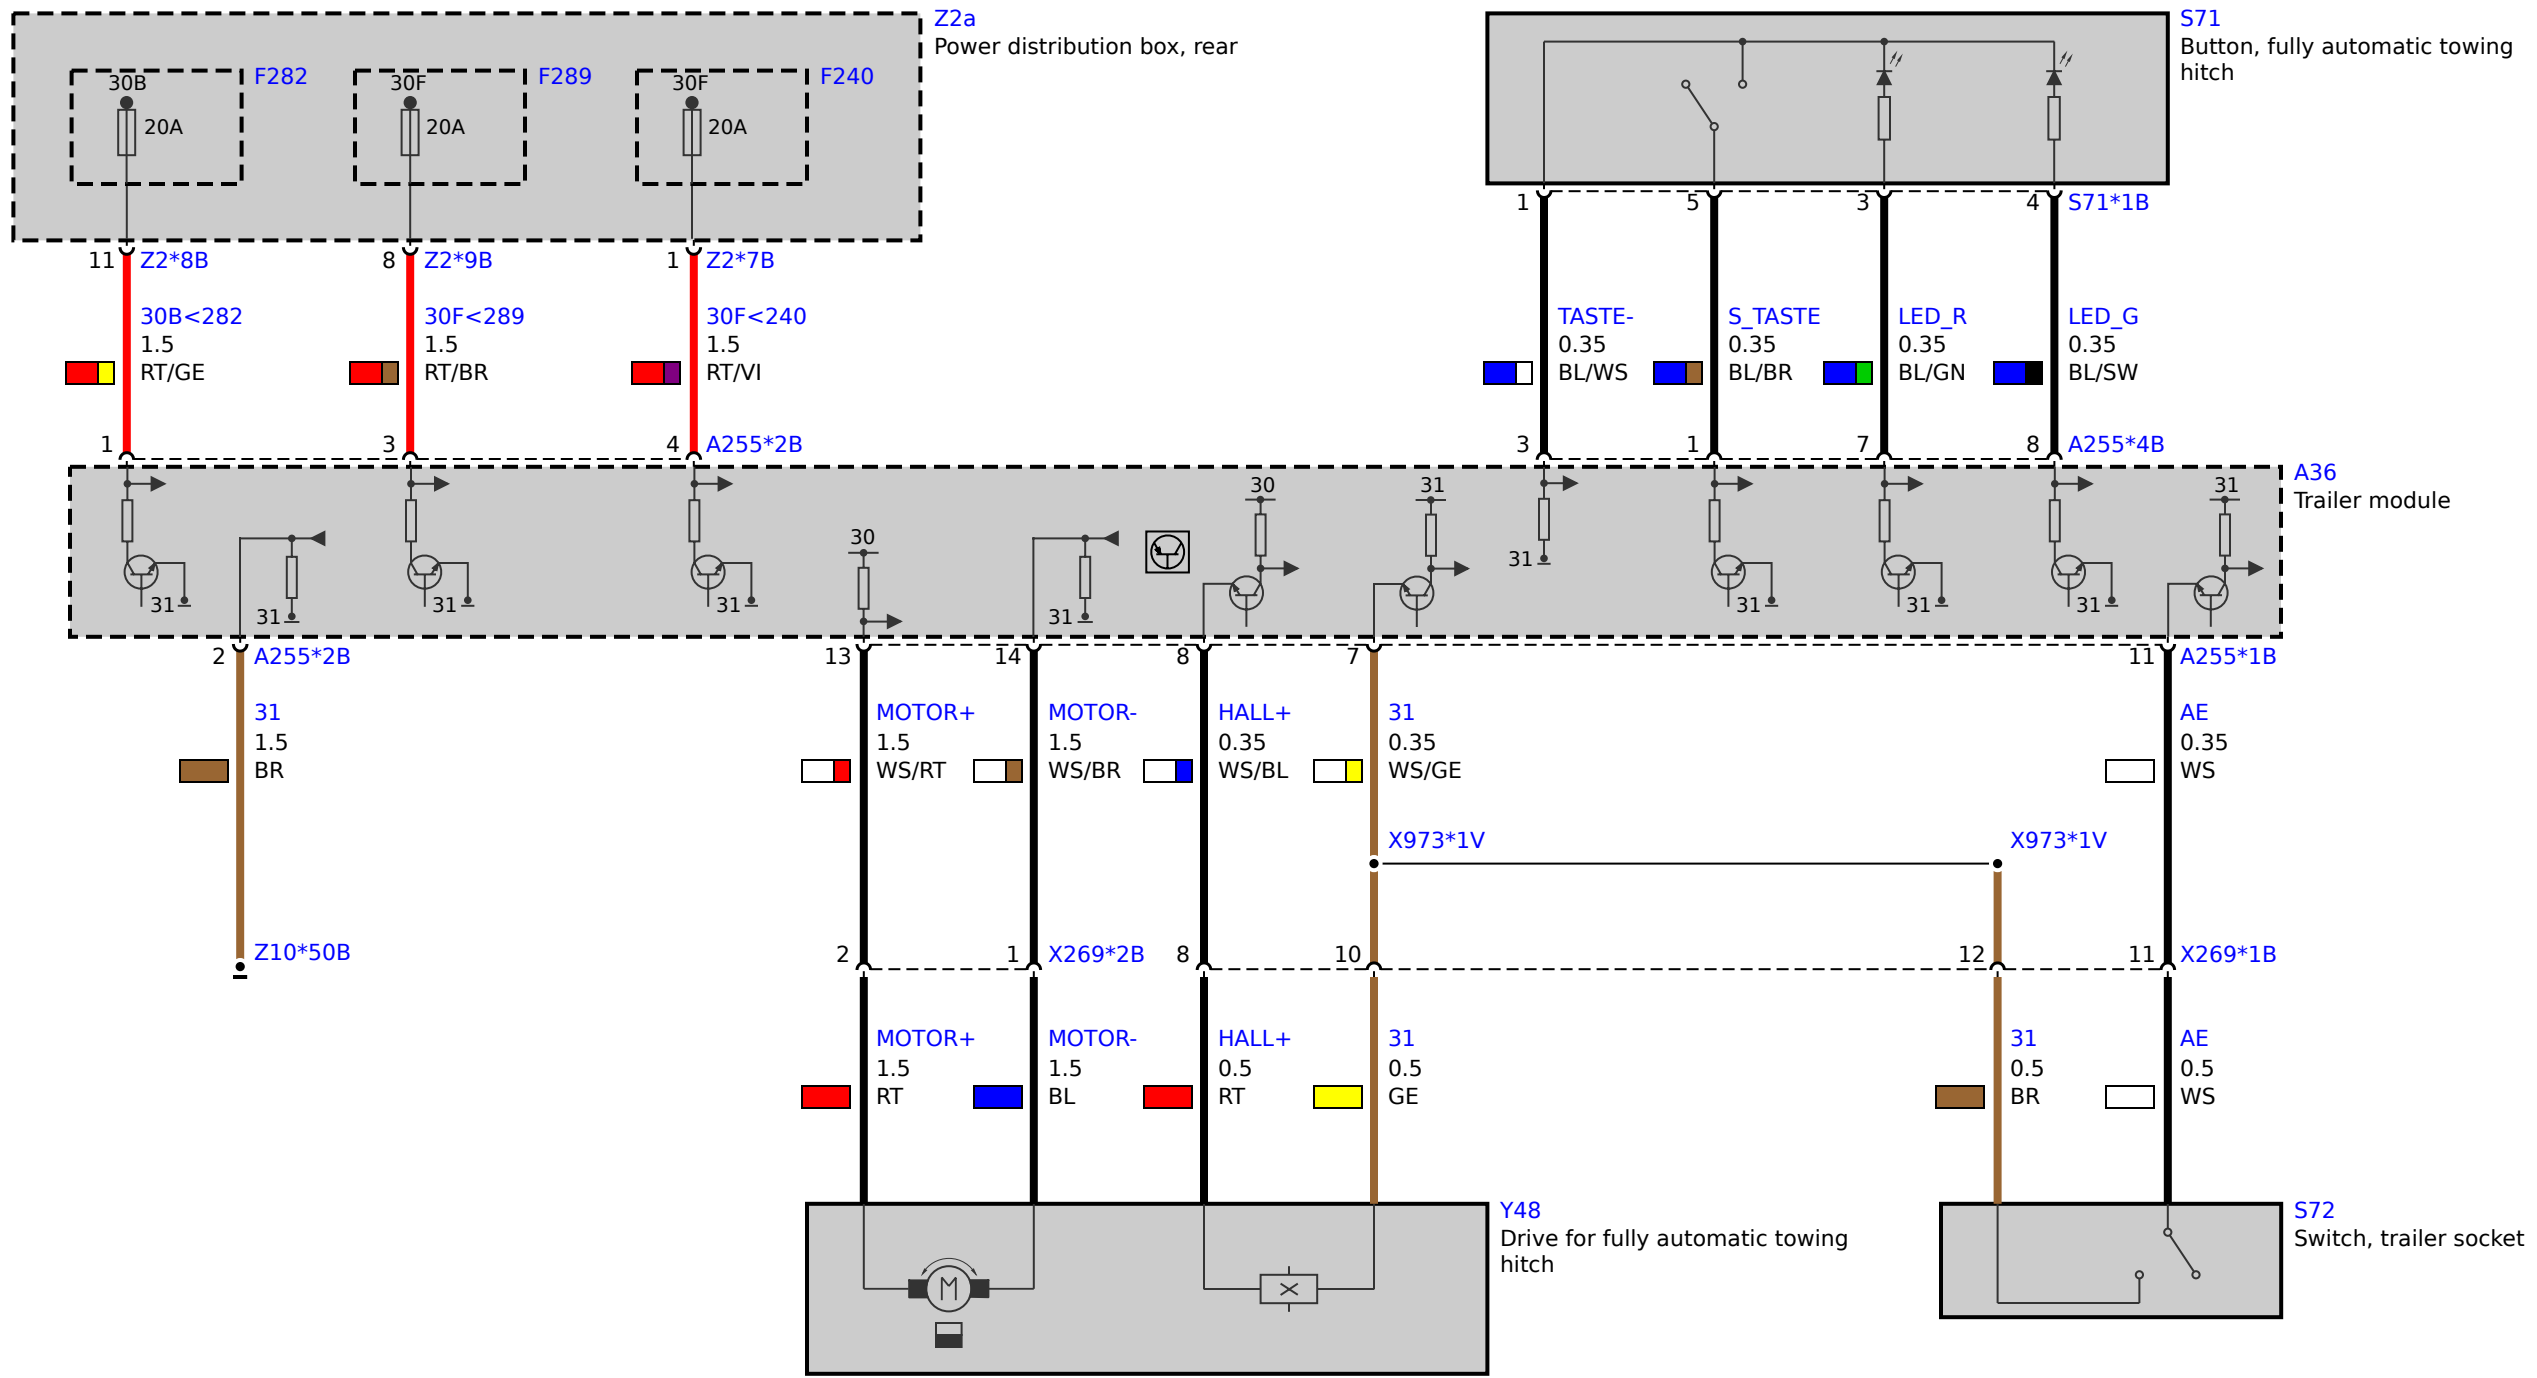 Z2a
Power distribution box, rear
S71
Button, fully automatic towing
hitch
30B F282 30F F289 30F F240
20A 20A 20A
1 5 3 4 S71*1B
11 Z2*8B 8 Z2*9B 1 Z2*7B
30B<282 30F<289 30F<240 TASTE- S_TASTE LED_R LED_G
1.5 1.5 1.5 0.35 0.35 0.35 0.35
RT/GE RT/BR RT/VI BL/WS BL/BR BL/GN BL/SW
1 3 4 A255*2B 3 1 7 8 A255*4B
A36
Trailer module
30 31 31
30
31
31 31 31 31 31 31
31 31
2 A255*2B 13 14 8 7 11 A255*1B
31 MOTOR+ MOTOR- HALL+ 31 AE
1.5 1.5 1.5 0.35 0.35 0.35
BR WS/RT WS/BR WS/BL WS/GE WS
X973*1V X973*1V
Z10*50B 2 1 X269*2B 8 10 12 11 X269*1B
MOTOR+ MOTOR- HALL+ 31 31 AE
1.5 1.5 0.5 0.5 0.5 0.5
RT BL RT GE BR WS
Y48
Drive for fully automatic towing
hitch
S72
Switch, trailer socket
M